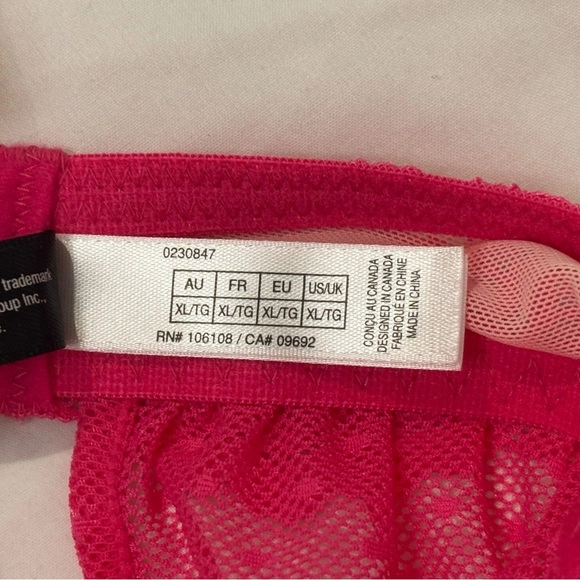 trademark
oup Inc.,
0230847
AU FR EU US/UK
XL/TG XL/TG XL/TG XL/TG
RN# 106108 / CA# 09692
CONÇU AU CANADA
DESIGNED IN CANADA
FABRIQUÉ EN CHINE
MADE IN CHINA